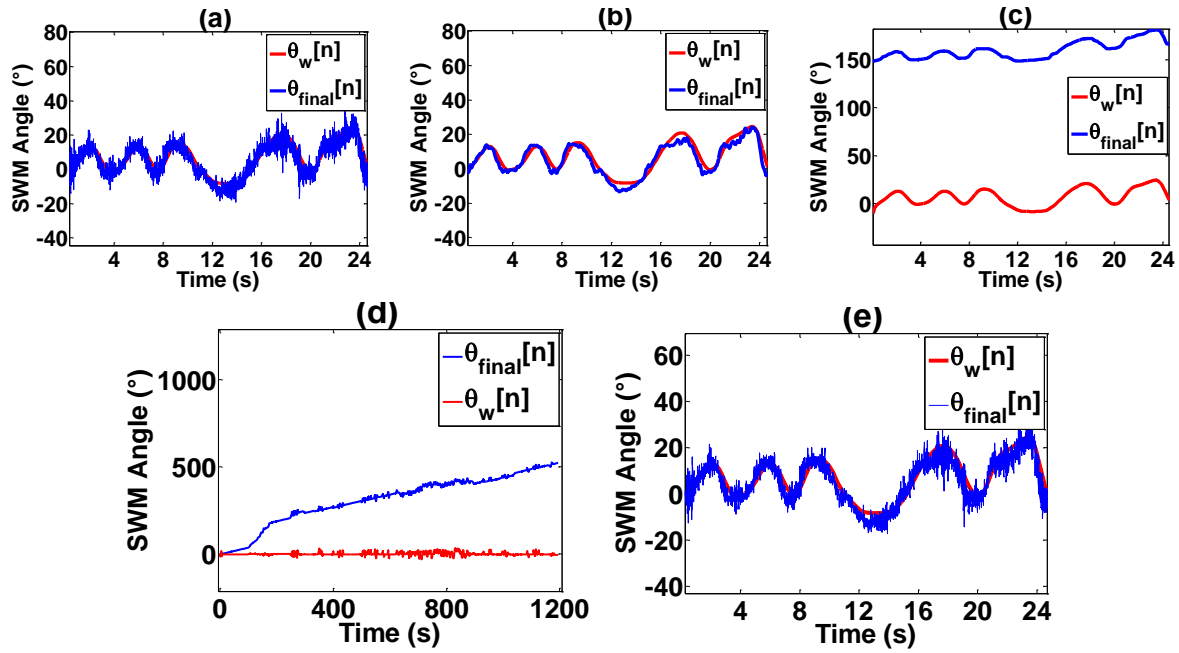 (a)
80
60
40
20
0
-20
-40
SWM Angle (°)
θw[n]
θfinal[n]
4 8 12 16 20 24
Time (s)
(b)
80
60
40
20
0
-20
-40
SWM Angle (°)
θw[n]
θfinal[n]
4 8 12 16 20 24
Time (s)
(c)
150
100
50
0
SWM Angle (°)
θw[n]
θfinal[n]
4 8 12 16 20 24
Time (s)
(d)
1000
500
0
SWM Angle (°)
θfinal[n]
θw[n]
0 400 800 1200
Time (s)
(e)
60
40
20
0
-20
-40
SWM Angle (°)
θw[n]
θfinal[n]
4 8 12 16 20 24
Time (s)